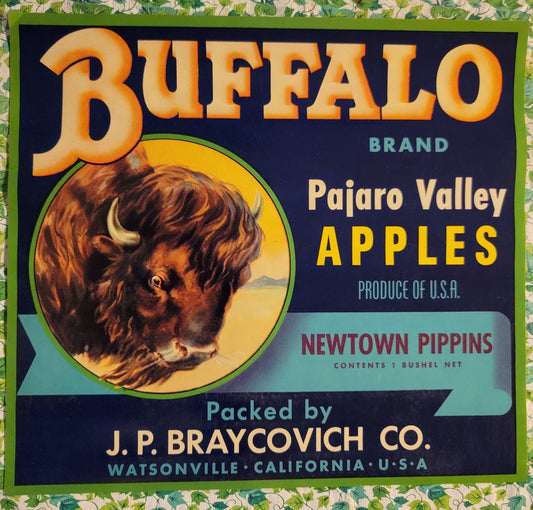 BUFFALO
BRAND
Pajaro Valley
APPLES
PRODUCE OF U.S.A.
NEWTOWN PIPPINS
CONTENTS 1 BUSHEL NET
Packed by
J. P. BRAYCOVICH CO.
WATSONVILLE · CALIFORNIA · U · S · A